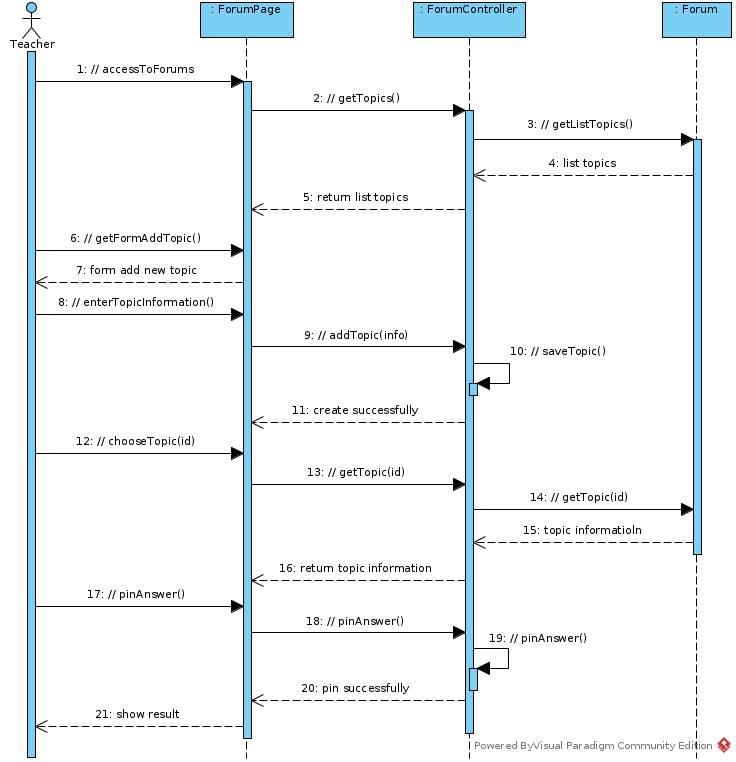 : ForumPage
: ForumController
: Forum
Teacher
1: // accessToForums
2: // getTopics()
3: // getListTopics()
4: list topics
5: return list topics
6: // getFormAddTopic()
7: form add new topic
8: // enterTopicInformation()
9: // addTopic(info)
10: // saveTopic()
11: create successfully
12: // chooseTopic(id)
13: // getTopic(id)
14: // getTopic(id)
15: topic informatioln
16: return topic information
17: // pinAnswer()
18: // pinAnswer()
19: // pinAnswer()
20: pin successfully
21: show result
Powered ByVisual Paradigm Community Edition